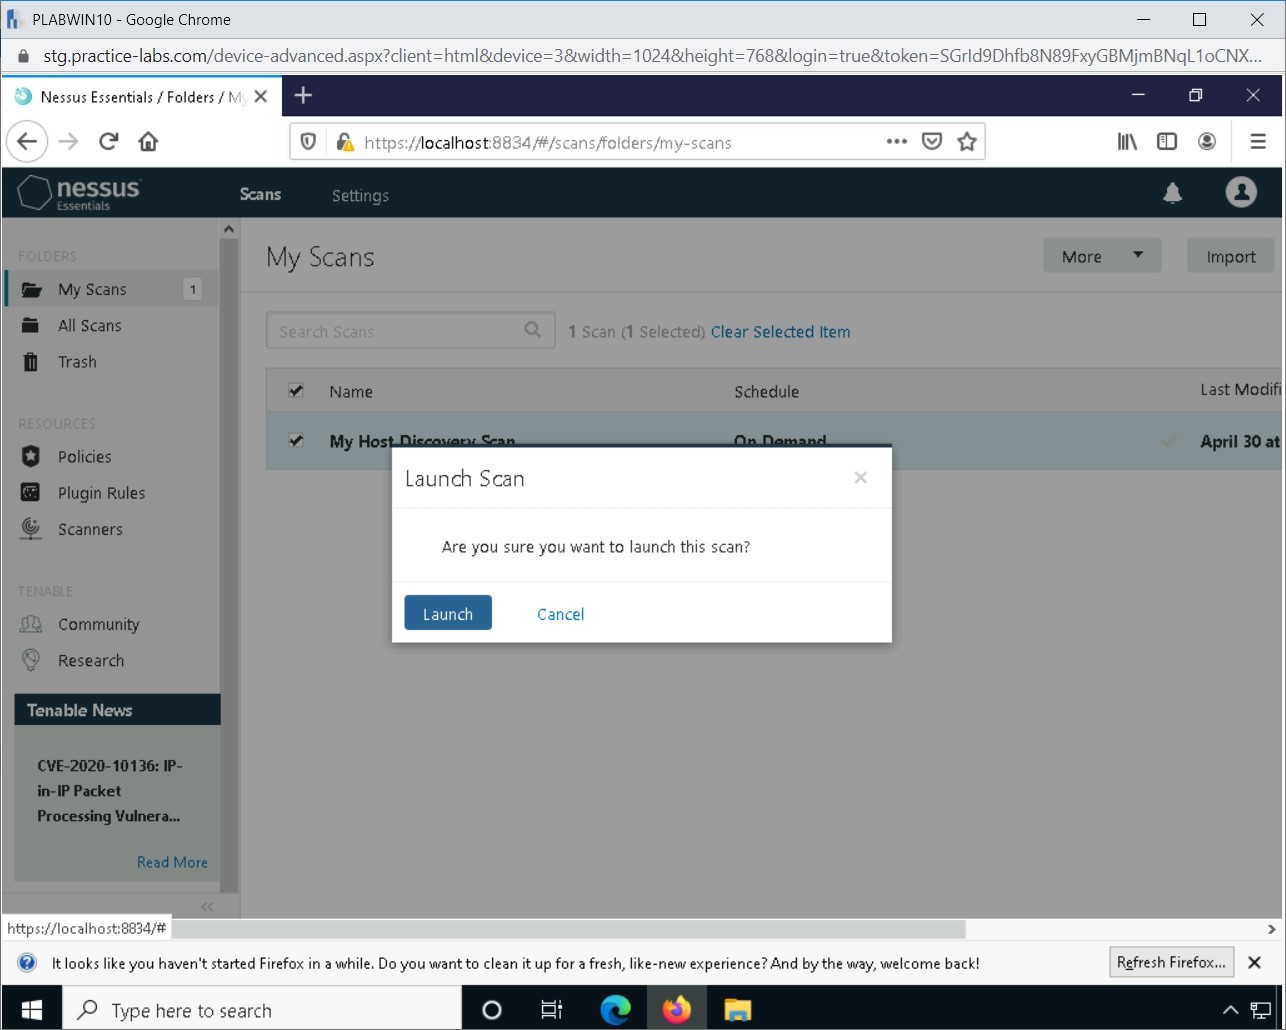 PLABWIN10 - Google Chrome
stg.practice-labs.com/device-advanced.aspx?client=html&device=3&width=1024&height=768&login=true&token=SGrId9Dhfb8N89FxyGBMjmBNqL1oCNX...
Nessus Essentials / Folders / My
https://localhost:8834/#/scans/folders/my-scans
nessus
Essentials
Scans
Settings
FOLDERS
My Scans
1
All Scans
Trash
RESOURCES
Policies
Plugin Rules
Scanners
TENABLE
Community
Research
Tenable News
CVE-2020-10136: IP-
in-IP Packet
Processing Vulnera...
Read More
My Scans
More
Import
Search Scans
1 Scan (1 Selected) Clear Selected Item
Name
Schedule
Last Modifi
My Host Discovery Scan
On Demand
April 30 at
Launch Scan
Are you sure you want to launch this scan?
Launch
Cancel
https://localhost:8834/#
It looks like you haven't started Firefox in a while. Do you want to clean it up for a fresh, like-new experience? And by the way, welcome back!
Refresh Firefox...
Type here to search